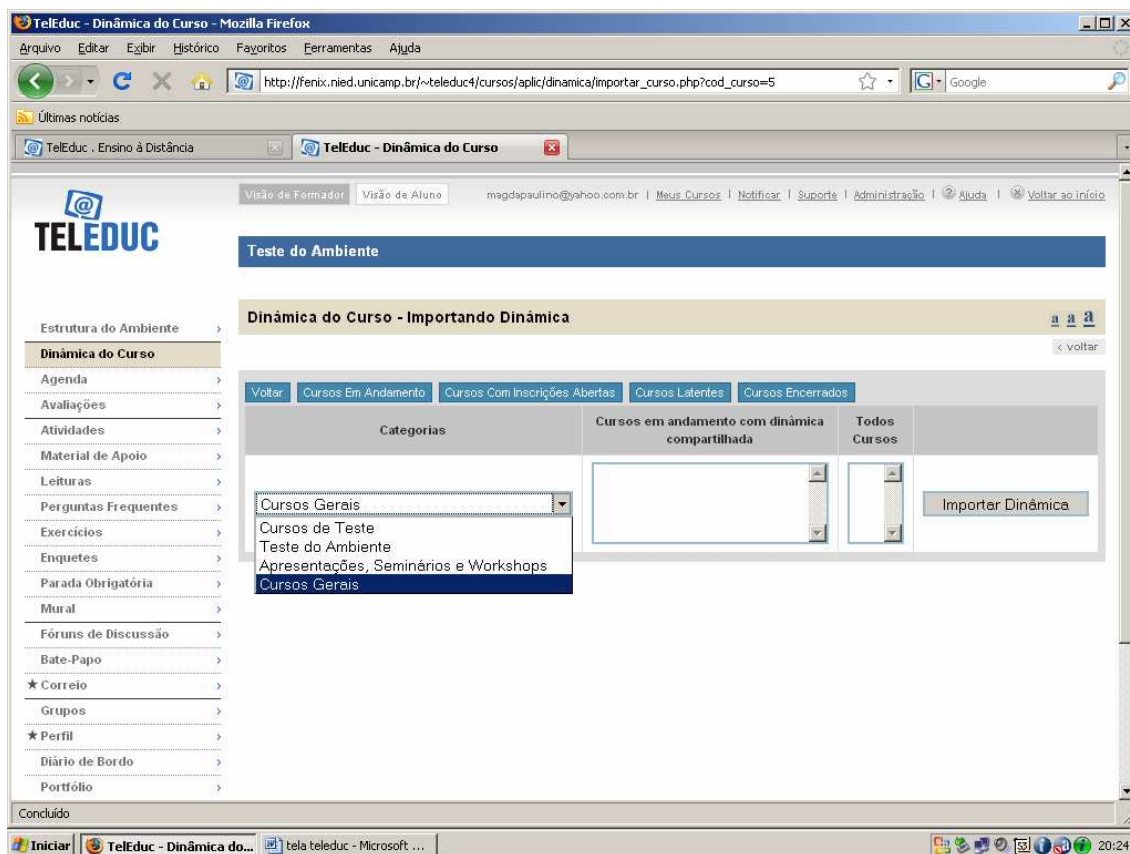 TelEduc - Dinâmica do Curso - Mozilla Firefox
Arquivo Editar Exibir Histórico Favoritos Ferramentas Ajuda
http://fenix.nied.unicamp.br/~teleduc4/cursos/aplic/dinamica/importar_curso.php?cod_curso=5
G Google
Últimas notícias
TelEduc . Ensino à Distância
TelEduc - Dinâmica do Curso
Visão de Formador Visão de Aluno magdapaulino@yahoo.com.br | Meus Cursos | Notificar | Suporte | Administração | Ajuda | Voltar ao início
TELEDUC
Teste do Ambiente
Dinâmica do Curso - Importando Dinâmica
a a a
< voltar
Estrutura do Ambiente
Dinâmica do Curso
Agenda
Avaliações
Atividades
Material de Apoio
Leituras
Perguntas Frequentes
Exercícios
Enquetes
Parada Obrigatória
Mural
Fóruns de Discussão
Bate-Papo
Correio
Grupos
Perfil
Diário de Bordo
Portfólio
Voltar Cursos Em Andamento Cursos Com Inscrições Abertas Cursos Latentes Cursos Encerrados
Categorias
Cursos em andamento com dinâmica
compartilhada
Todos
Cursos
Cursos Gerais
Cursos de Teste
Teste do Ambiente
Apresentações, Seminários e Workshops
Cursos Gerais
Importar Dinâmica
Concluído
Iniciar TelEduc - Dinâmica do... tela teleduc - Microsoft ... 20:24